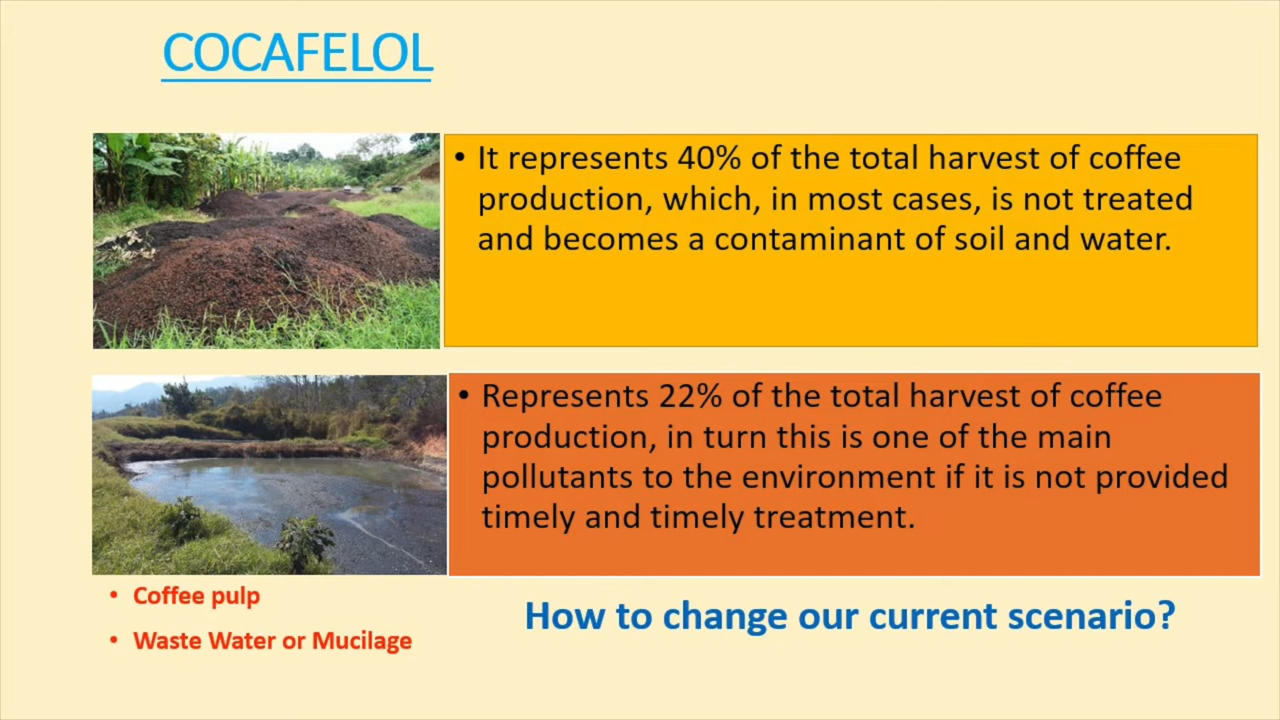 COCAFELOL
• It represents 40% of the total harvest of coffee
production, which, in most cases, is not treated
and becomes a contaminant of soil and water.
• Represents 22% of the total harvest of coffee
production, in turn this is one of the main
pollutants to the environment if it is not provided
timely and timely treatment.
• Coffee pulp
• Waste Water or Mucilage
How to change our current scenario?